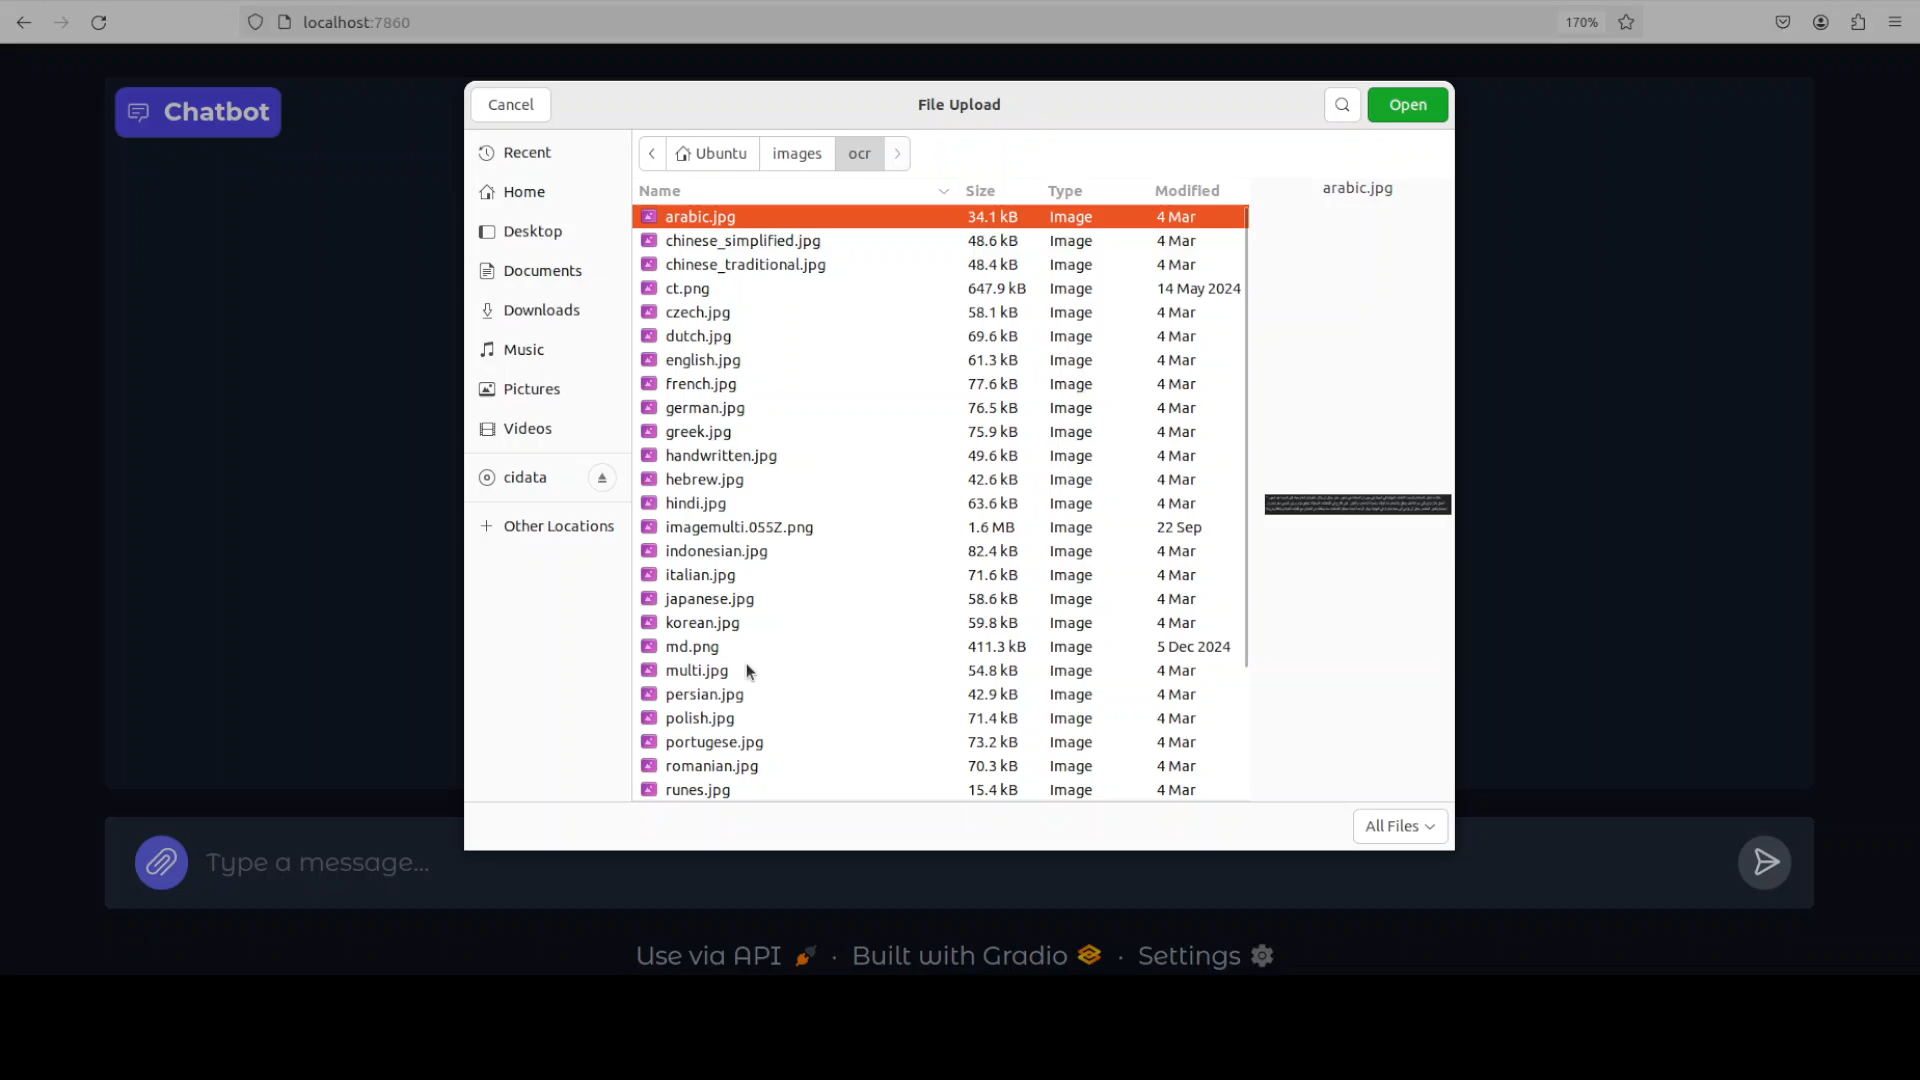 localhost:7860
170%
Chatbot
Cancel
File Upload
Open
Recent
Home
Desktop
Documents
Downloads
Music
Pictures
Videos
cidata
Other Locations
Ubuntu images ocr
Name Size Type Modified
arabic.jpg 34.1 kB Image 4 Mar
chinese_simplified.jpg 48.6 kB Image 4 Mar
chinese_traditional.jpg 48.4 kB Image 4 Mar
ct.png 647.9 kB Image 14 May 2024
czech.jpg 58.1 kB Image 4 Mar
dutch.jpg 69.6 kB Image 4 Mar
english.jpg 61.3 kB Image 4 Mar
french.jpg 77.6 kB Image 4 Mar
german.jpg 76.5 kB Image 4 Mar
greek.jpg 75.9 kB Image 4 Mar
handwritten.jpg 49.6 kB Image 4 Mar
hebrew.jpg 42.6 kB Image 4 Mar
hindi.jpg 63.6 kB Image 4 Mar
imagemulti.055Z.png 1.6 MB Image 22 Sep
indonesian.jpg 82.4 kB Image 4 Mar
italian.jpg 71.6 kB Image 4 Mar
japanese.jpg 58.6 kB Image 4 Mar
korean.jpg 59.8 kB Image 4 Mar
md.png 411.3 kB Image 5 Dec 2024
multi.jpg 54.8 kB Image 4 Mar
persian.jpg 42.9 kB Image 4 Mar
polish.jpg 71.4 kB Image 4 Mar
portugese.jpg 73.2 kB Image 4 Mar
romanian.jpg 70.3 kB Image 4 Mar
runes.jpg 15.4 kB Image 4 Mar
arabic.jpg
All Files
Type a message...
Use via API · Built with Gradio · Settings